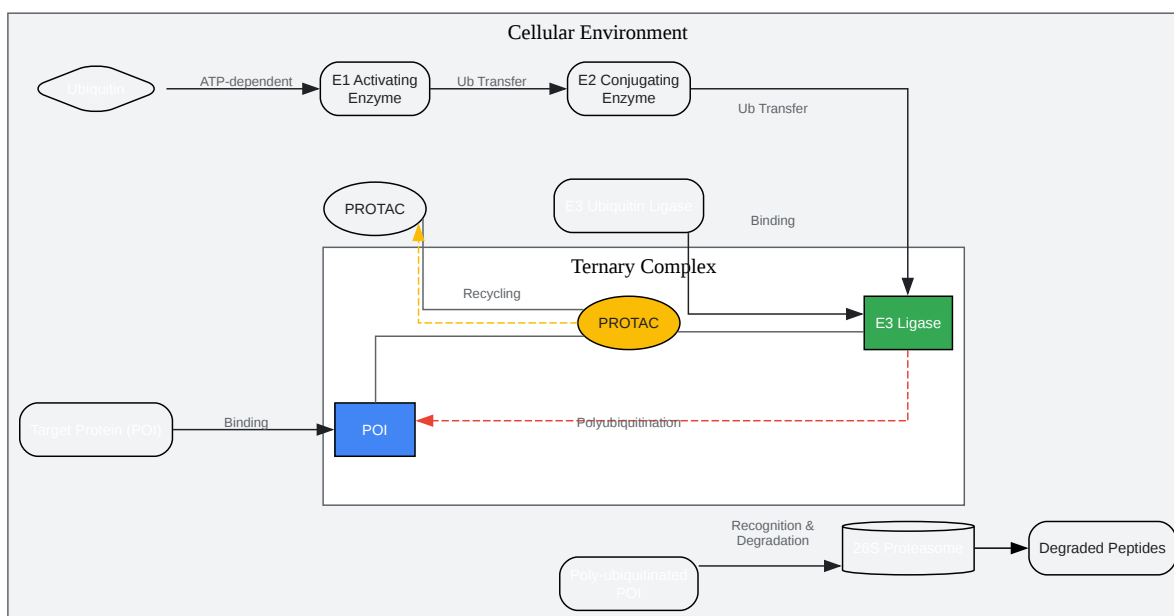 Cellular Environment
Ubiquitin
ATP-dependent
E1 Activating
Enzyme
Ub Transfer
E2 Conjugating
Enzyme
Ub Transfer
PROTAC
E3 Ubiquitin Ligase
Binding
Ternary Complex
Recycling
PROTAC
E3 Ligase
Target Protein (POI)
Binding
POI
Polyubiquitination
Recognition &
Degradation
26S Proteasome
Degraded Peptides
Poly-ubiquitinated
POI